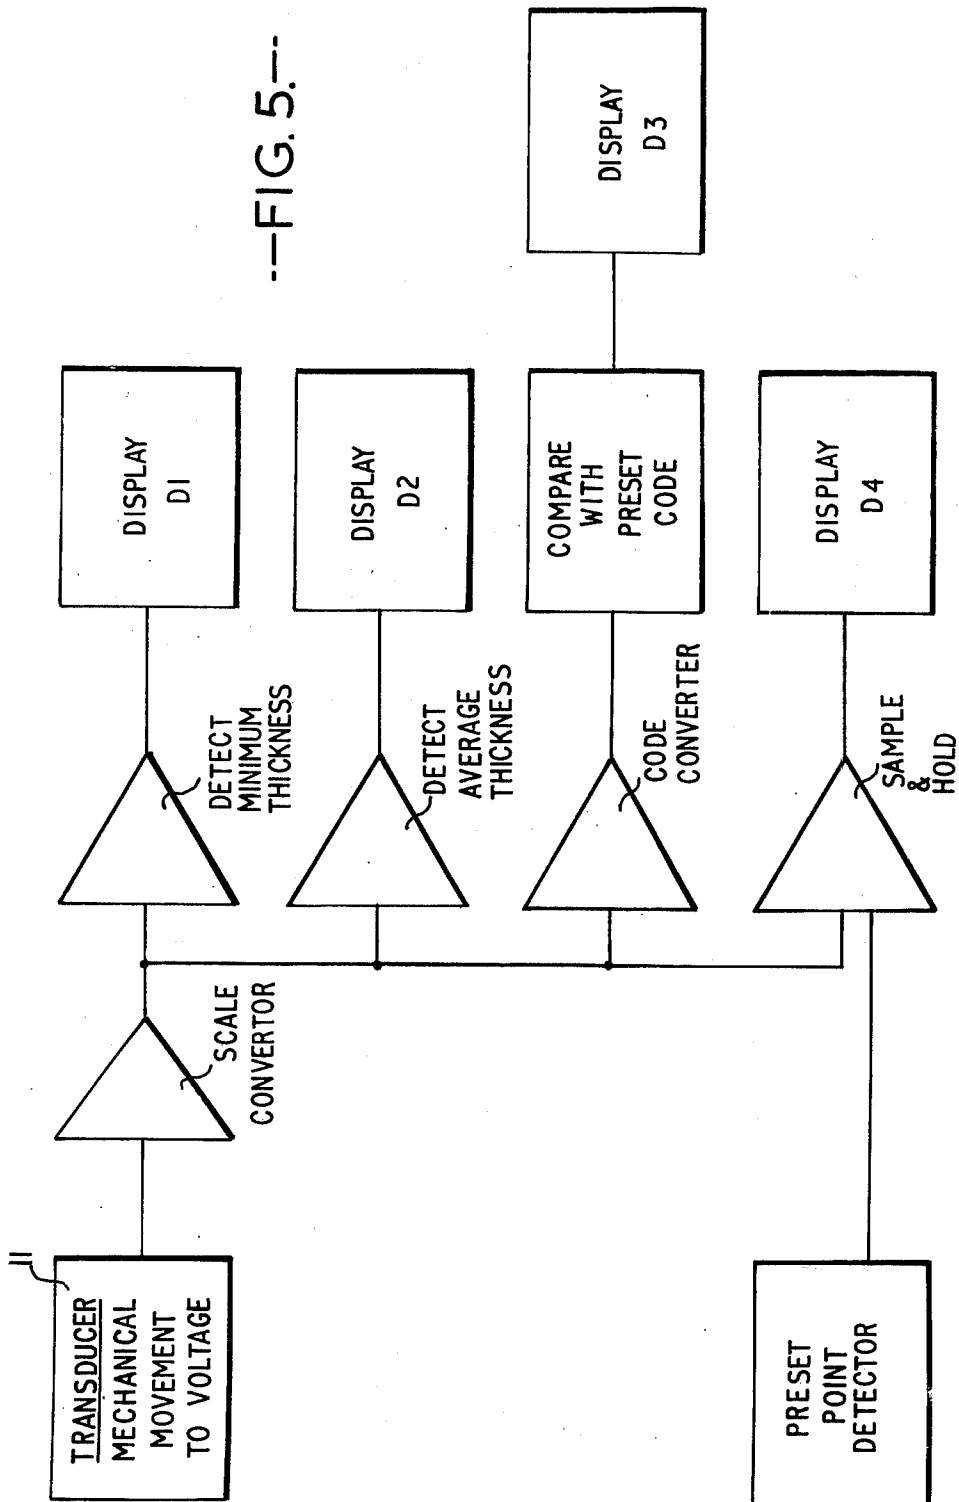 11
TRANSDUCER
MECHANICAL
MOVEMENT
TO VOLTAGE
SCALE
CONVERTOR
DETECT
MINIMUM
THICKNESS
DISPLAY
D1
DETECT
AVERAGE
THICKNESS
DISPLAY
D2
CODE
CONVERTER
COMPARE
WITH
PRESET
CODE
DISPLAY
D3
PRESET
POINT
DETECTOR
SAMPLE
&
HOLD
DISPLAY
D4
FIG. 5.